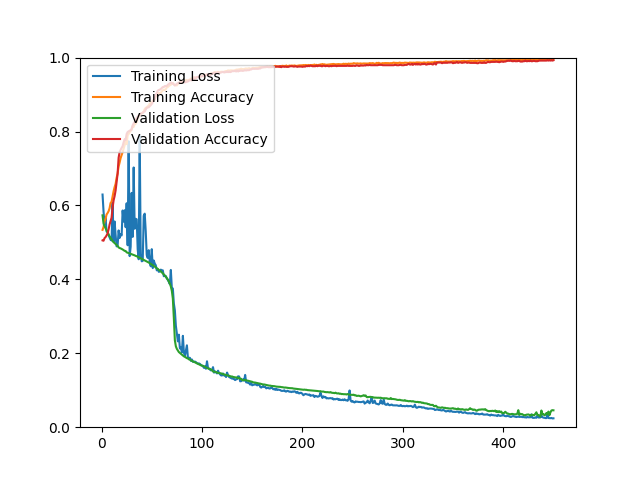 1.0
0.8
0.6
0.4
0.2
0.0
Training Loss
Training Accuracy
Validation Loss
Validation Accuracy
0 100 200 300 400